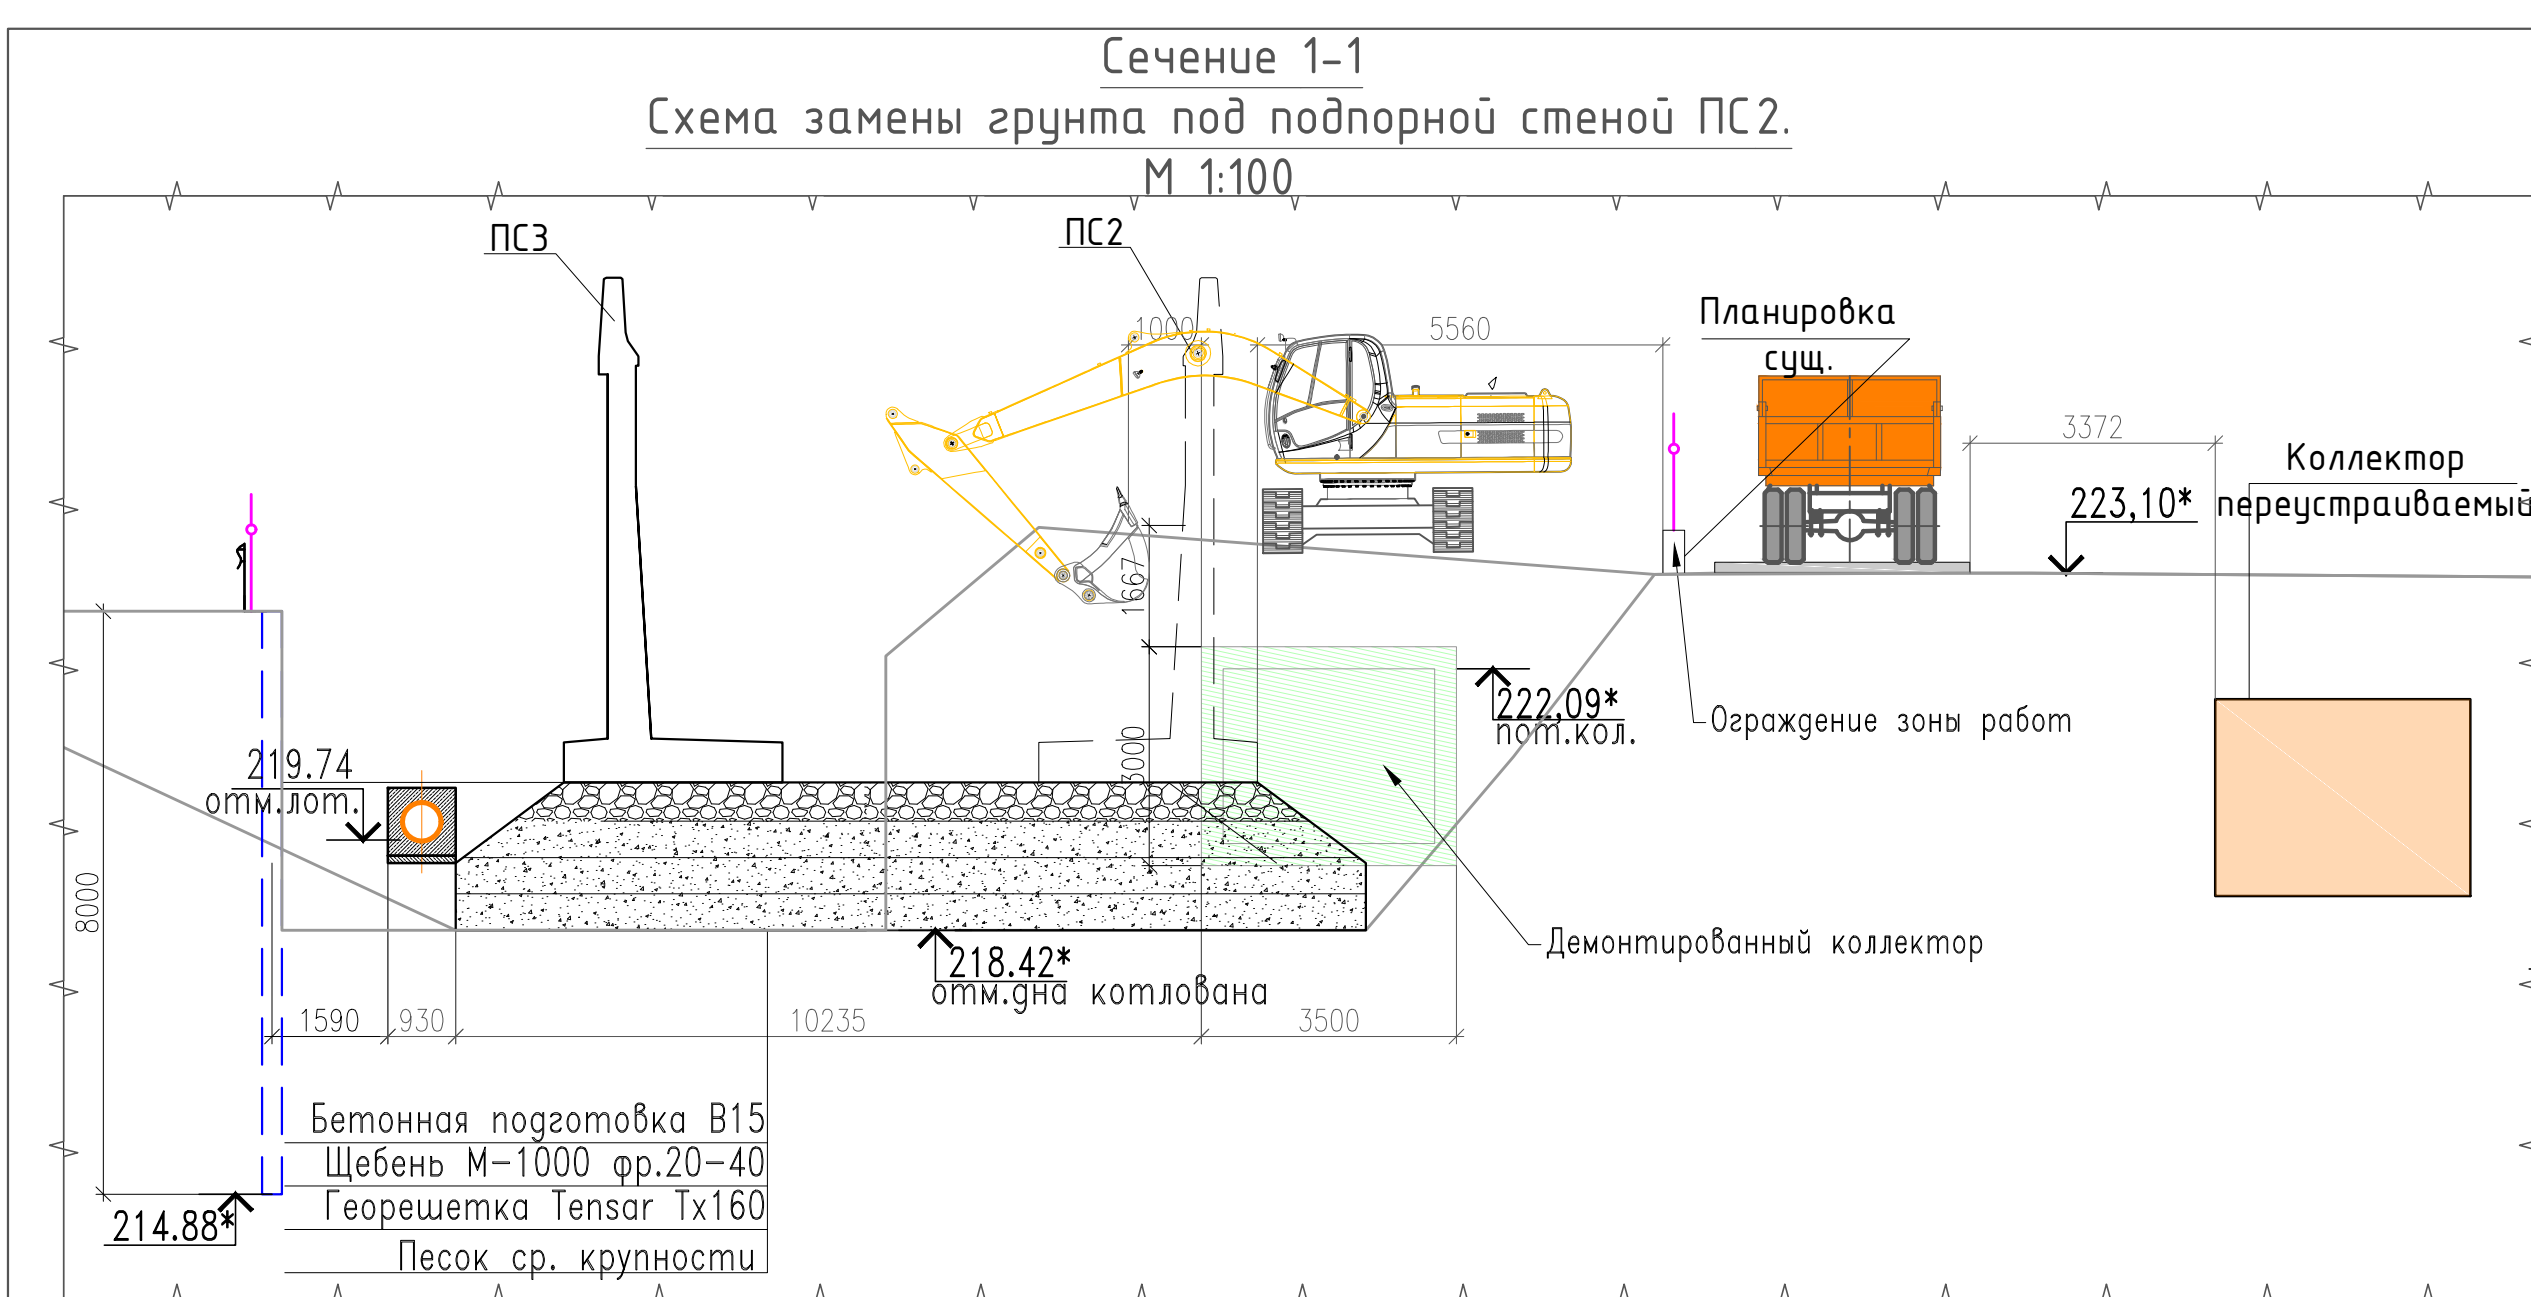 Сечение 1-1
Схема замены грунта под подпорной стеной ПС2.
М 1:100
ПС3
ПС2
1000
5560
Планировка
сущ.
3372
Коллектор
переустраиваемый
223,10*
1667
222,09*
пот.кол.
Ограждение зоны работ
3000
219.74
отм.лот.
8000
Демонтированный коллектор
218.42*
отм.дна котлована
1590
930
10235
3500
Бетонная подготовка В15
Щебень М-1000 фр.20-40
Георешетка Tensar Tx160
Песок ср. крупности
214.88*